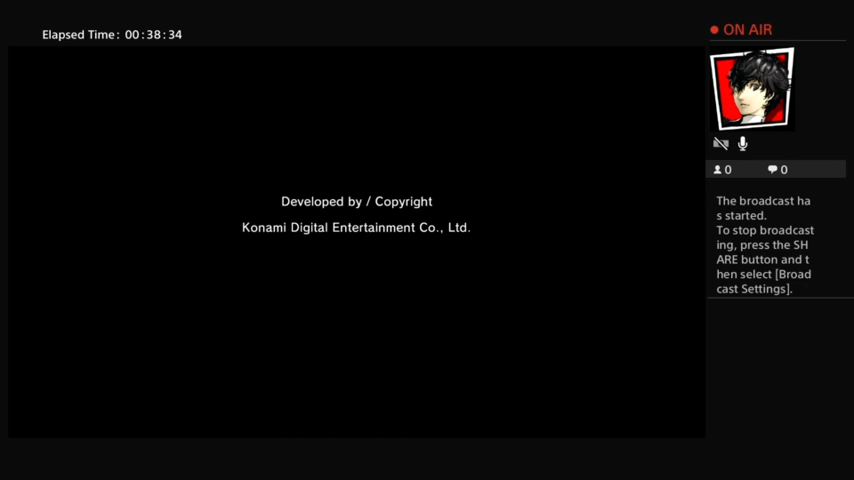 Elapsed Time: 00:38:34
ON AIR
0
0
Developed by / Copyright
Konami Digital Entertainment Co., Ltd.
The broadcast ha
s started.
To stop broadcast
ing, press the SH
ARE button and t
hen select [Broad
cast Settings].